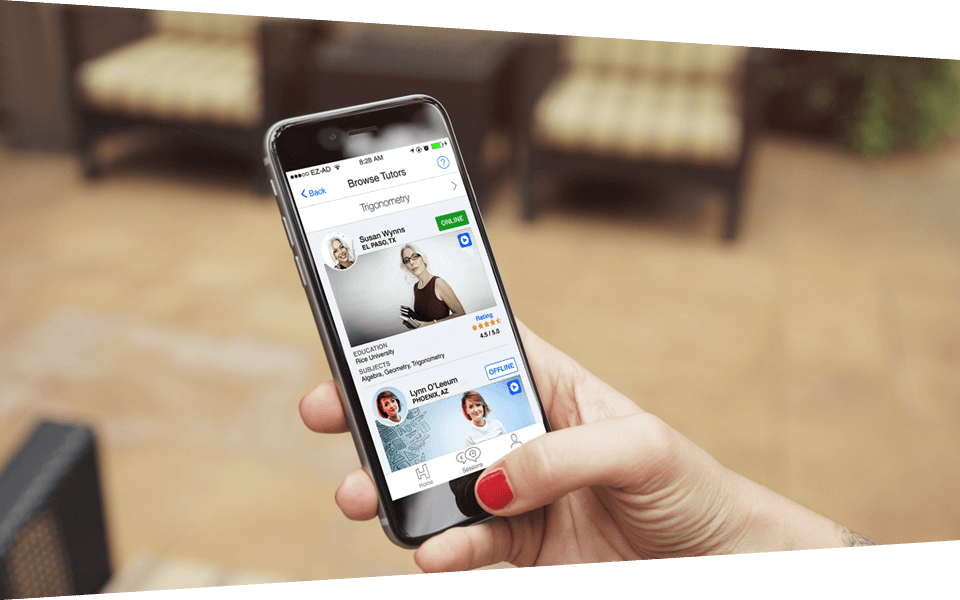 EZ-AD
8:28 AM
Back
Browse Tutors
?
Trigonometry
Susan Wynns
EL PASO, TX
ONLINE
Rating
4.5 / 5.0
EDUCATION
Rice University
SUBJECTS
Algebra, Geometry, Trigonometry
Lynn O'Leeum
PHOENIX, AZ
OFFLINE
Home
Sessions